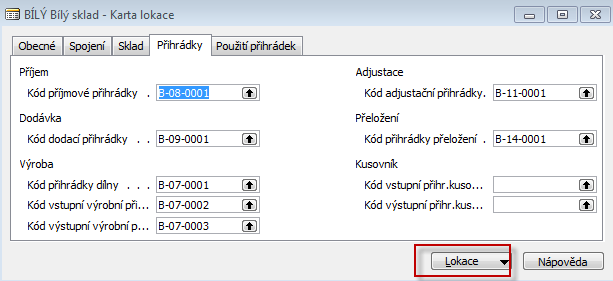 BÍLÝ Bílý sklad - Karta lokace
Obecné Spojení Sklad Přihrádky Použití přihrádek
Příjem
Kód příjmové přihrádky . B-08-0001
Dodávka
Kód dodací přihrádky . . B-09-0001
Výroba
Kód přihrádky dílny . . . B-07-0001
Kód vstupní výrobní při... B-07-0002
Kód výstupní výrobní p... B-07-0003
Adjustace
Kód adjustační přihrádky. B-11-0001
Přeložení
Kód přihrádky přeložení . B-14-0001
Kusovník
Kód vstupní přihr.kuso...
Kód výstupní přihr.kus...
Lokace Nápověda